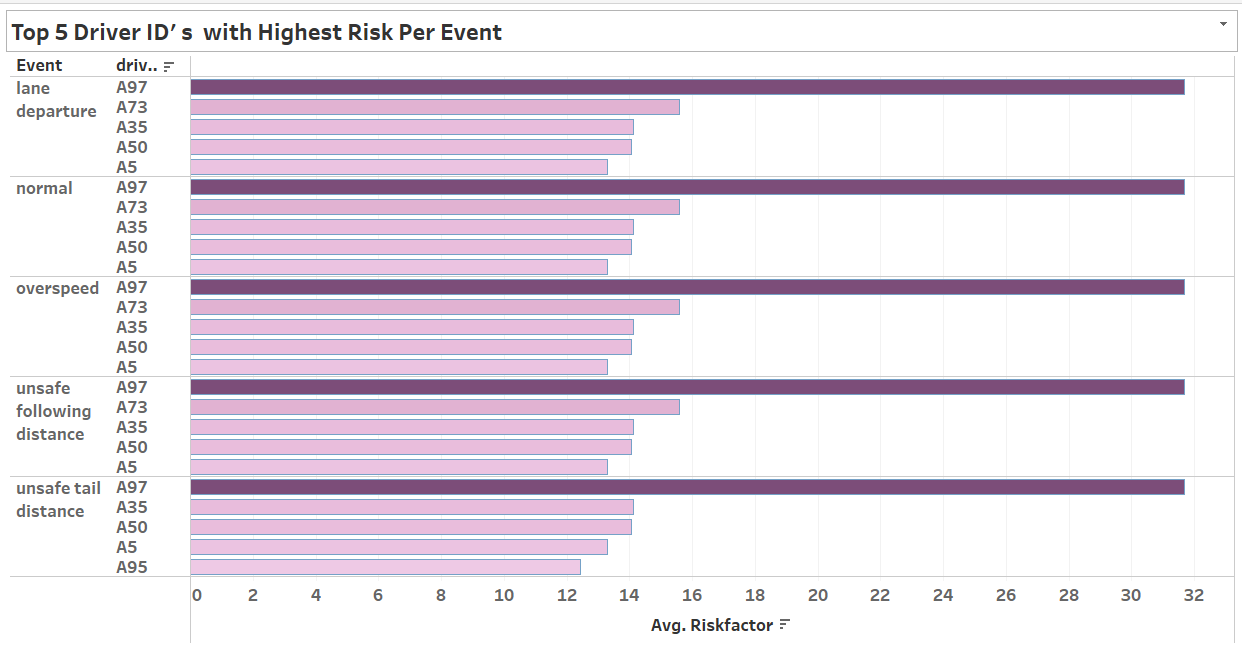 Top 5 Driver ID’ s  with Highest Risk Per Event
Event driv..
lane departure A97
A73
A35
A50
A5
normal A97
A73
A35
A50
A5
overspeed A97
A73
A35
A50
A5
unsafe following distance A97
A73
A35
A50
A5
unsafe tail distance A97
A35
A50
A5
A95
0 2 4 6 8 10 12 14 16 18 20 22 24 26 28 30 32
Avg. Riskfactor